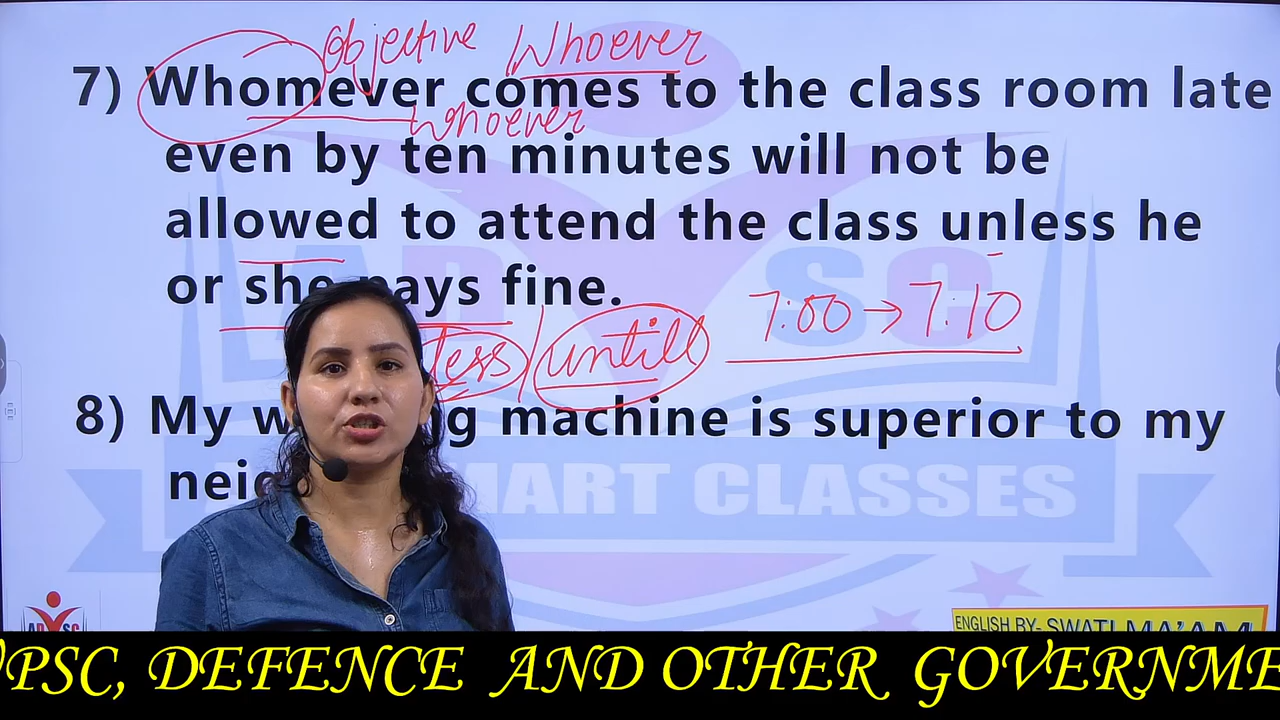 objective Whoever
7) Whomever comes to the class room late
whoever
even by ten minutes will not be
allowed to attend the class unless he
or she pays fine.
7:00 → 7:10
less / untill
8) My machine is superior to my
SMART CLASSES
ENGLISH BY:- SWATI MA'AM
PSC, DEFENCE AND OTHER GOVERNME